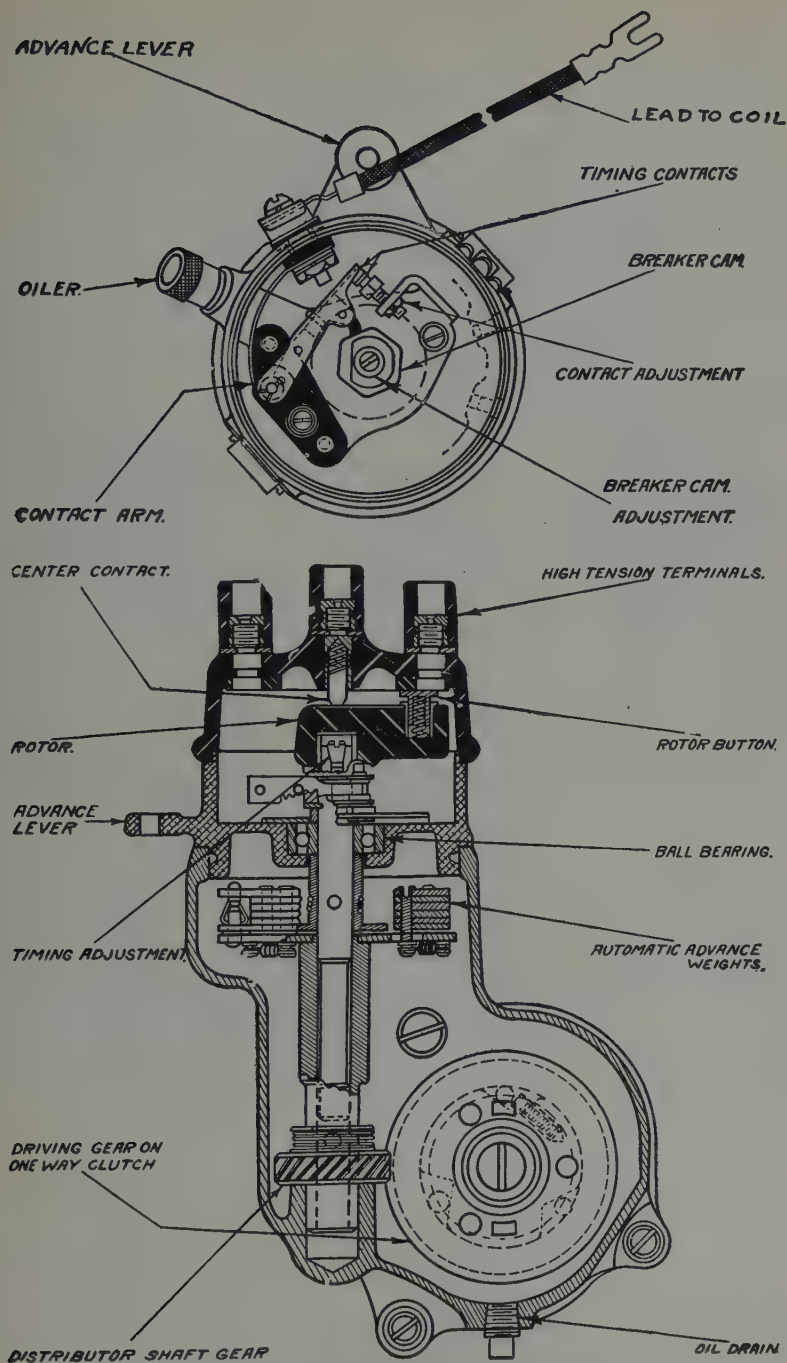 ADVANCE LEVER
LEAD TO COIL
TIMING CONTACTS
BREAKER CAM.
OILER.
CONTACT ADJUSTMENT
BREAKER CAM.
ADJUSTMENT.
CONTACT ARM.
CENTER CONTACT.
HIGH TENSION TERMINALS.
ROTOR.
ROTOR BUTTON.
ADVANCE
LEVER
BALL BEARING.
TIMING ADJUSTMENT.
AUTOMATIC ADVANCE
WEIGHTS.
DRIVING GEAR ON
ONE WAY CLUTCH
DISTRIBUTOR SHAFT GEAR
OIL DRAIN.